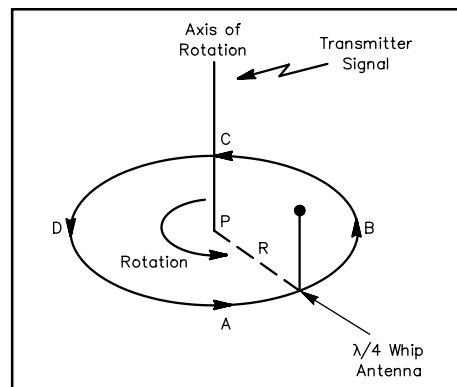 Axis of
Rotation
Transmitter
Signal
C
D
P
B
R
Rotation
A
λ/4 Whip
Antenna